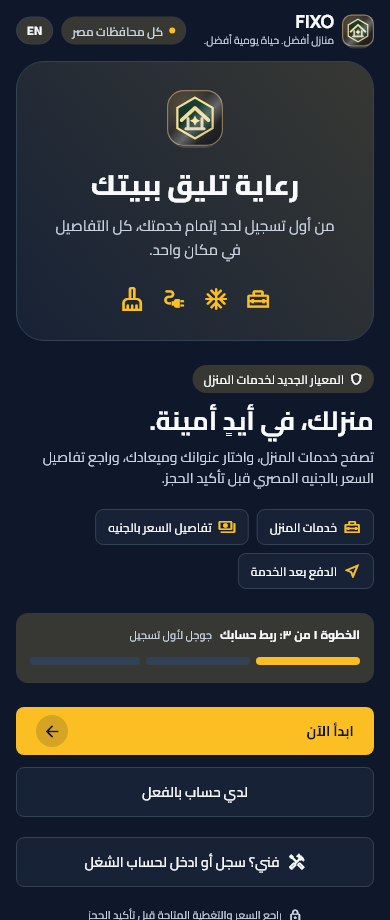 FIXO
منازل أفضل. حياة يومية أفضل.
كل محافظات مصر
EN
رعاية تليق ببيتك
من أول تسجيل لحد إتمام خدمتك، كل التفاصيل
في مكان واحد.
المعيار الجديد لخدمات المنزل
منزلك، في أيدٍ أمينة.
تصفح خدمات المنزل، واختار عنوانك وميعادك، وراجع تفاصيل
السعر بالجنيه المصري قبل تأكيد الحجز.
خدمات المنزل
تفاصيل السعر بالجنيه
الدفع بعد الخدمة
الخطوة ١ من ٣: ربط حسابك
جوجل لأول تسجيل
ابدأ الآن
لدي حساب بالفعل
فني؟ سجل أو ادخل لحساب الشغل
راجع السعر والتغطية المتاحة قبل تأكيد الحجز